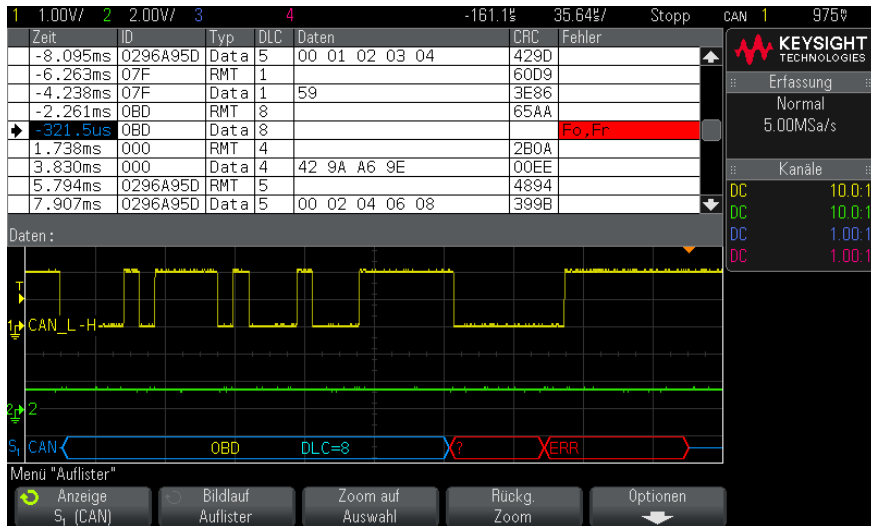 1 1.00V/ 2 2.00V/ 3 4 -161.1µs 35.64µs/ Stopp CAN 1 975mV
Zeit ID Typ DLC Daten CRC Fehler
-8.095ms 0296A95D Data 5 00 01 02 03 04 429D
-6.263ms 07F RMT 1 60D9
-4.238ms 07F Data 1 59 3E86
-2.261ms 0BD RMT 8 65AA
-321.5us 0BD Data 8 Fo,Fr
1.738ms 000 RMT 4 2B0A
3.830ms 000 Data 4 42 9A A6 9E 00EE
5.794ms 0296A95D RMT 5 4894
7.907ms 0296A95D Data 5 00 02 04 06 08 399B
Daten:
KEYSIGHT
TECHNOLOGIES
Erfassung
Normal
5.00MSa/s
Kanäle
DC 10.0:1
DC 10.0:1
DC 1.00:1
DC 1.00:1
T
1 CAN_L-H
2 2
S1 CAN 0BD DLC=8 ? ERR
Menü "Auflister"
Anzeige
S1 (CAN)
Bildlauf
Auflister
Zoom auf
Auswahl
Rückg.
Zoom
Optionen